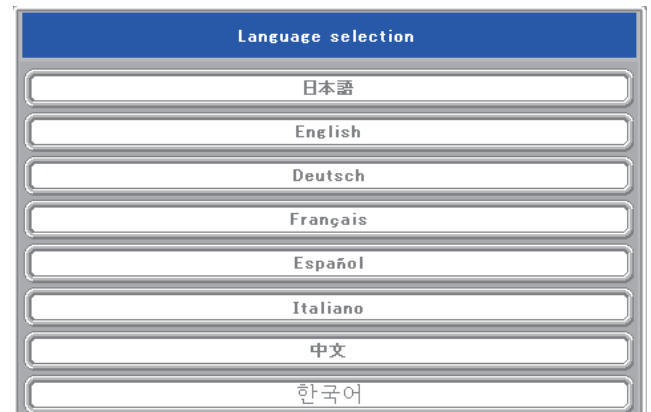 Language selection
日本語
English
Deutsch
Français
Español
Italiano
中文
한국어